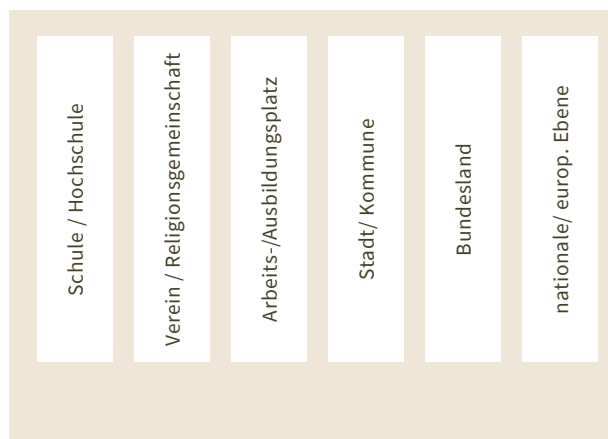 Schule / Hochschule
Verein / Religionsgemeinschaft
Arbeits-/Ausbildungsplatz
Stadt/ Kommune
Bundesland
nationale/ europ. Ebene